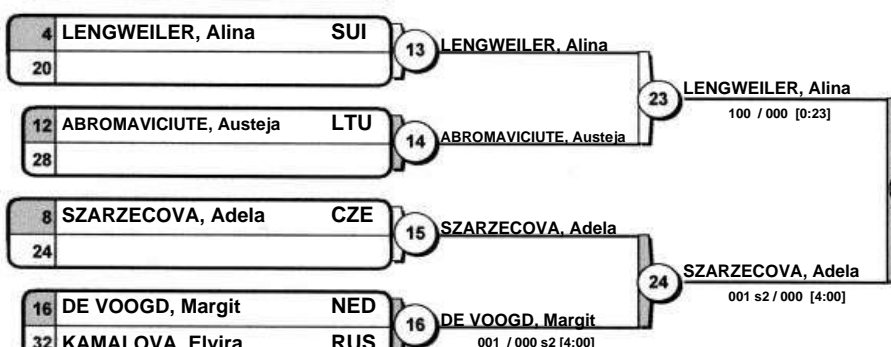 4 LENGWEILER, Alina SUI
20
13 LENGWEILER, Alina
12 ABROMAVICIUTE, Austeja LTU
28
14 ABROMAVICIUTE, Austeja
23 LENGWEILER, Alina
100 / 000 [0:23]
8 SZARZECOVA, Adela CZE
24
15 SZARZECOVA, Adela
16 DE VOOGD, Margit NED
32 KAMALOVA, Elvira RUS
16 DE VOOGD, Margit
001 / 000 s2 [4:00]
24 SZARZECOVA, Adela
001 s2 / 000 [4:00]